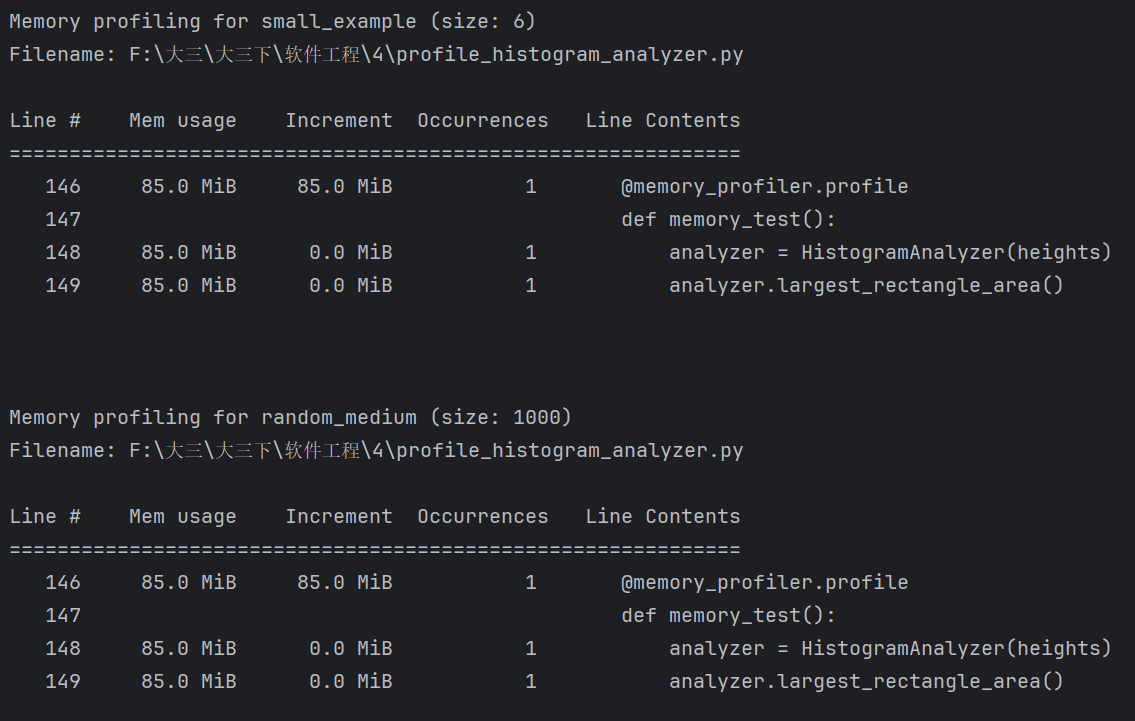 Memory profiling for small_example (size: 6)
Filename: F:\大三\大三下\软件工程\4\profile_histogram_analyzer.py
Line #    Mem usage    Increment  Occurrences   Line Contents
=============================================================
   146     85.0 MiB     85.0 MiB           1       @memory_profiler.profile
   147                                             def memory_test():
   148     85.0 MiB      0.0 MiB           1           analyzer = HistogramAnalyzer(heights)
   149     85.0 MiB      0.0 MiB           1           analyzer.largest_rectangle_area()
Memory profiling for random_medium (size: 1000)
Filename: F:\大三\大三下\软件工程\4\profile_histogram_analyzer.py
Line #    Mem usage    Increment  Occurrences   Line Contents
=============================================================
   146     85.0 MiB     85.0 MiB           1       @memory_profiler.profile
   147                                             def memory_test():
   148     85.0 MiB      0.0 MiB           1           analyzer = HistogramAnalyzer(heights)
   149     85.0 MiB      0.0 MiB           1           analyzer.largest_rectangle_area()